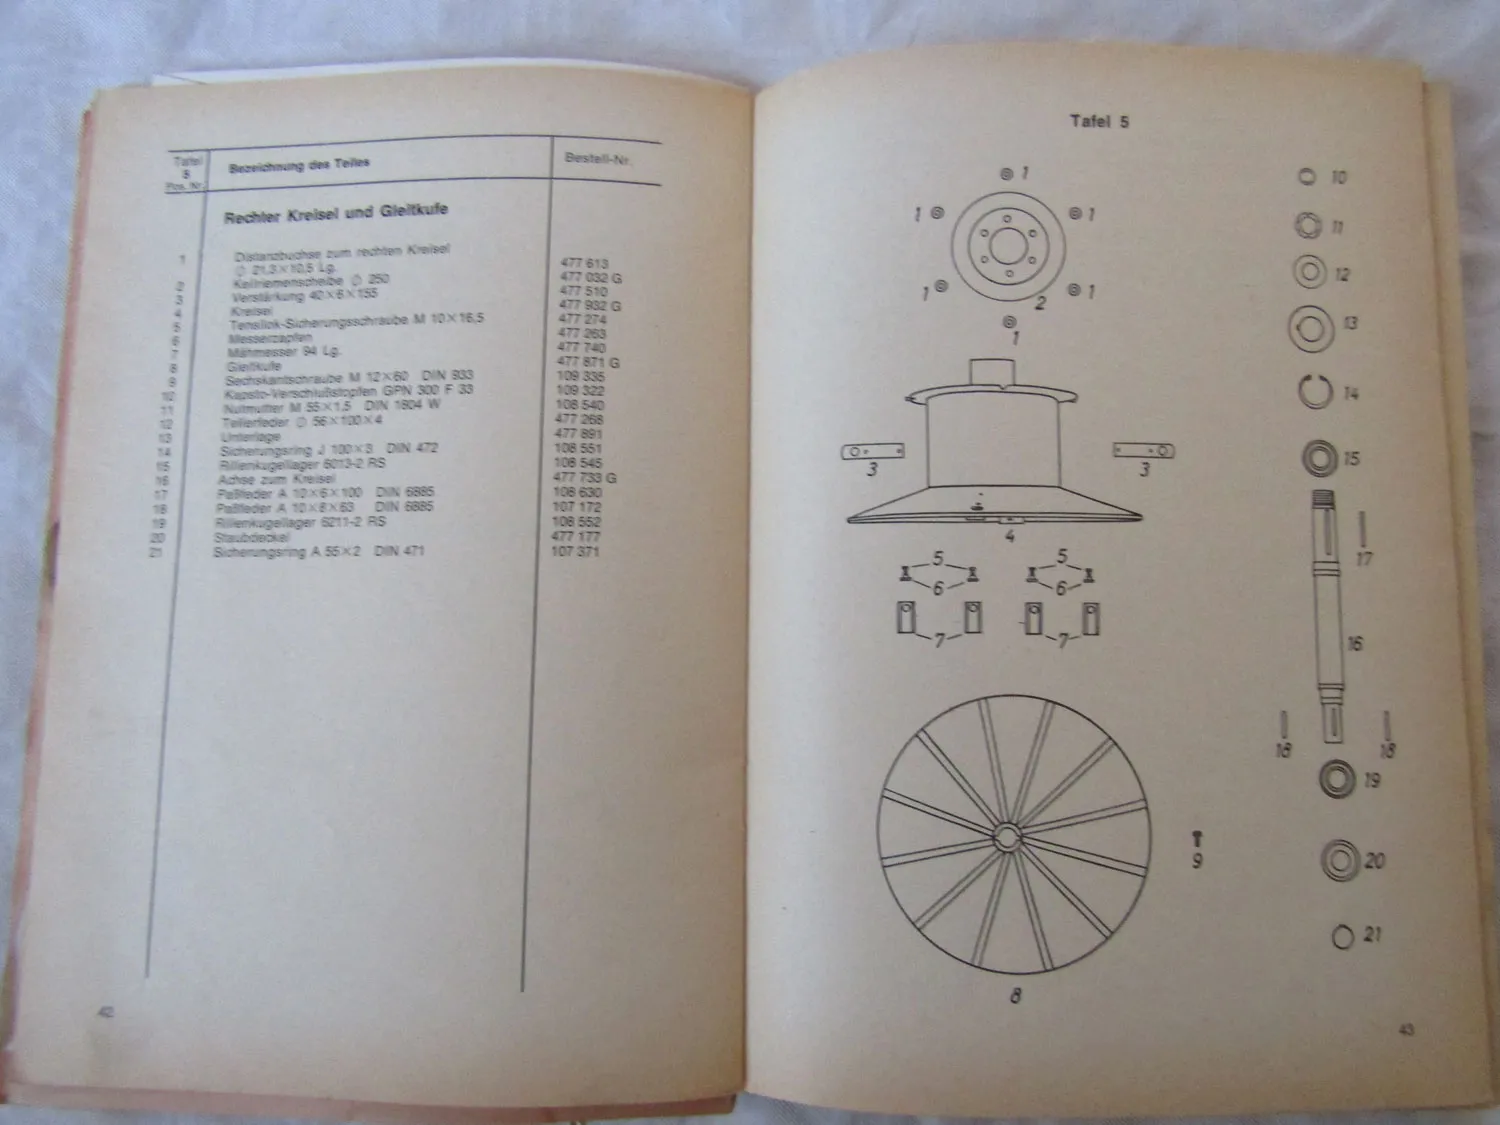 Tafel
5
Pos. Nr.
Bezeichnung des Teiles
Bestell-Nr.
Rechter Kreisel und Gleitkufe
1 Distanzbuchse zum rechten Kreisel
∅ 21,3×10,5 Lg. 477 613
2 Keilriemenscheibe ∅ 250 477 032 G
3 Verstärkung 40×6×155 477 510
4 Kreisel 477 932 G
5 Tensilok-Sicherungsschraube M 10×16,5 477 274
6 Messerzapfen 477 263
7 Mähmesser 94 Lg. 477 740
8 Gleitkufe 477 871 G
9 Sechskantschraube M 12×60 DIN 933 109 335
10 Kapsto-Verschlußstopfen GPN 300 F 33 109 322
11 Nutmutter M 55×1,5 DIN 1804 W 108 540
12 Tellerfeder ∅ 56×100×4 477 268
13 Unterlage 477 891
14 Sicherungsring J 100×3 DIN 472 108 551
15 Rillenkugellager 6013-2 RS 108 545
16 Achse zum Kreisel 477 733 G
17 Paßfeder A 10×6×100 DIN 6885 108 630
18 Paßfeder A 10×8×63 DIN 6885 107 172
19 Rillenkugellager 6211-2 RS 108 552
20 Staubdeckel 477 177
21 Sicherungsring A 55×2 DIN 471 107 371
42
Tafel 5
1
1
1
1
1
2
1
3
3
4
5
5
6
6
7
7
8
9
10
11
12
13
14
15
17
16
18
18
19
20
21
43